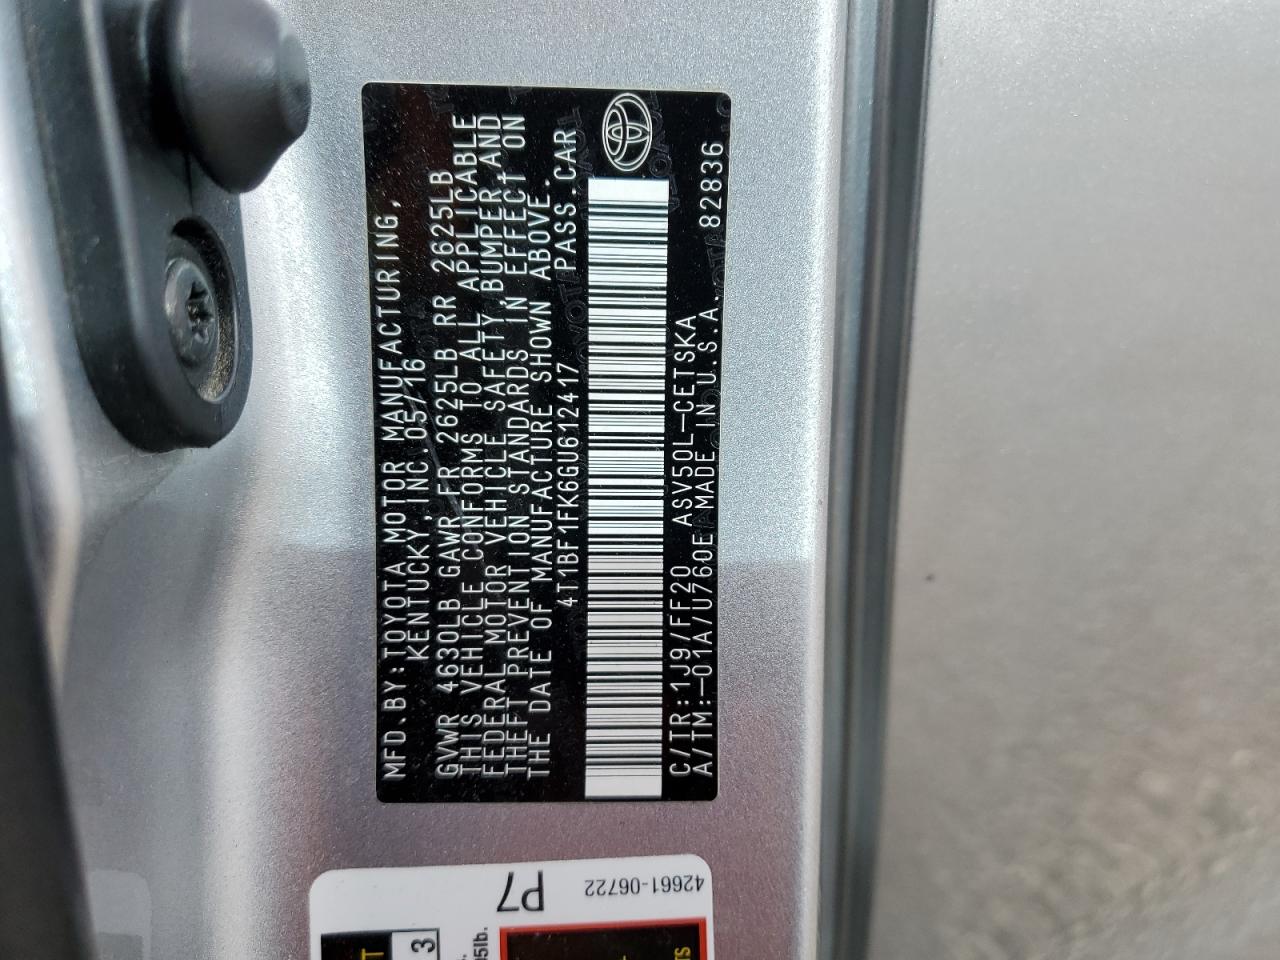 MFD.BY:TOYOTA MOTOR MANUFACTURING,
KENTUCKY,INC.05/16
GVWR 4630LB GAWR FR 2625LB RR 2625LB
THIS VEHICLE CONFORMS TO ALL APPLICABLE
FEDERAL MOTOR VEHICLE SAFETY,BUMPER,AND
THEFT PREVENTION STANDARDS IN EFFECT ON
THE DATE OF MANUFACTURE SHOWN ABOVE.
4T1BF1FK6GU612417 PASS.CAR
C/TR:1J9/FF20 ASV50L-CETSKA
A/TM:-01A/U760E MADE IN U.S.A. 82836
42661-06722
P7
3